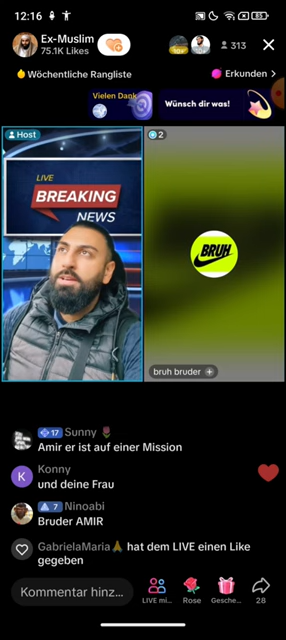 12:16
85
Ex-Muslim
75.1K Likes
313
Wöchentliche Rangliste
Erkunden >
Vielen Dank
Wünsch dir was!
Host
2
LIVE
BREAKING
NEWS
BRUH
bruh bruder +
17 Sunny
Amir er ist auf einer Mission
K
Konny
und deine Frau
7 Ninoabi
Bruder AMIR
GabrielaMaria hat dem LIVE einen Like
gegeben
Kommentar hinz...
LIVE mi...
Rose
Gesche...
28